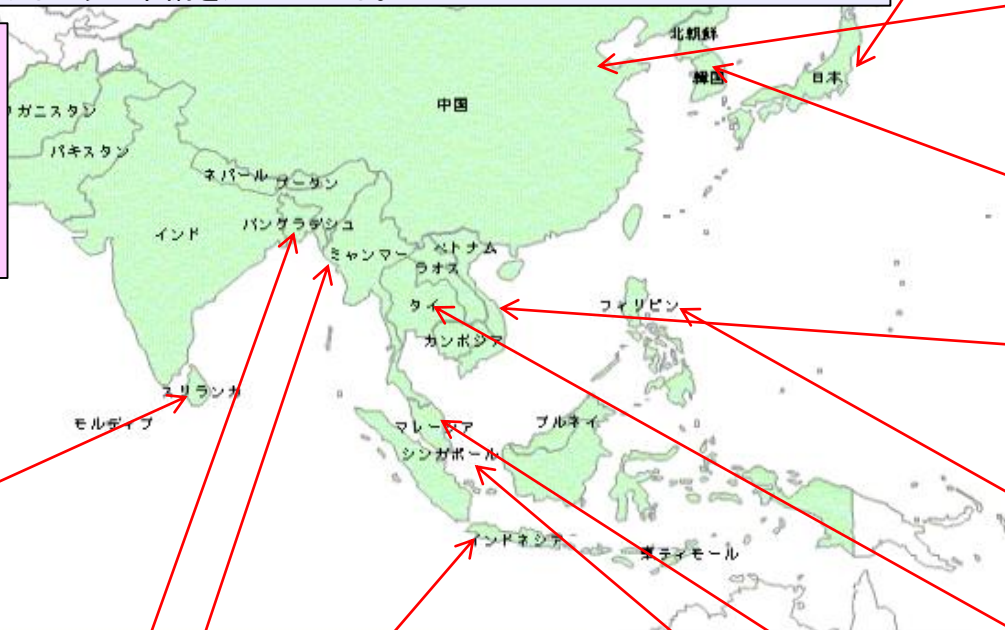 北朝鮮
韓国
日本
中国
ガニスタン
パキスタン
ネパール
ブータン
バングラデシュ
インド
ミャンマー
ベトナム
ラオス
タイ
フィリピン
カンボジア
スリランカ
モルディブ
マレーシア
ブルネイ
シンガポール
インドネシア
東ティモール